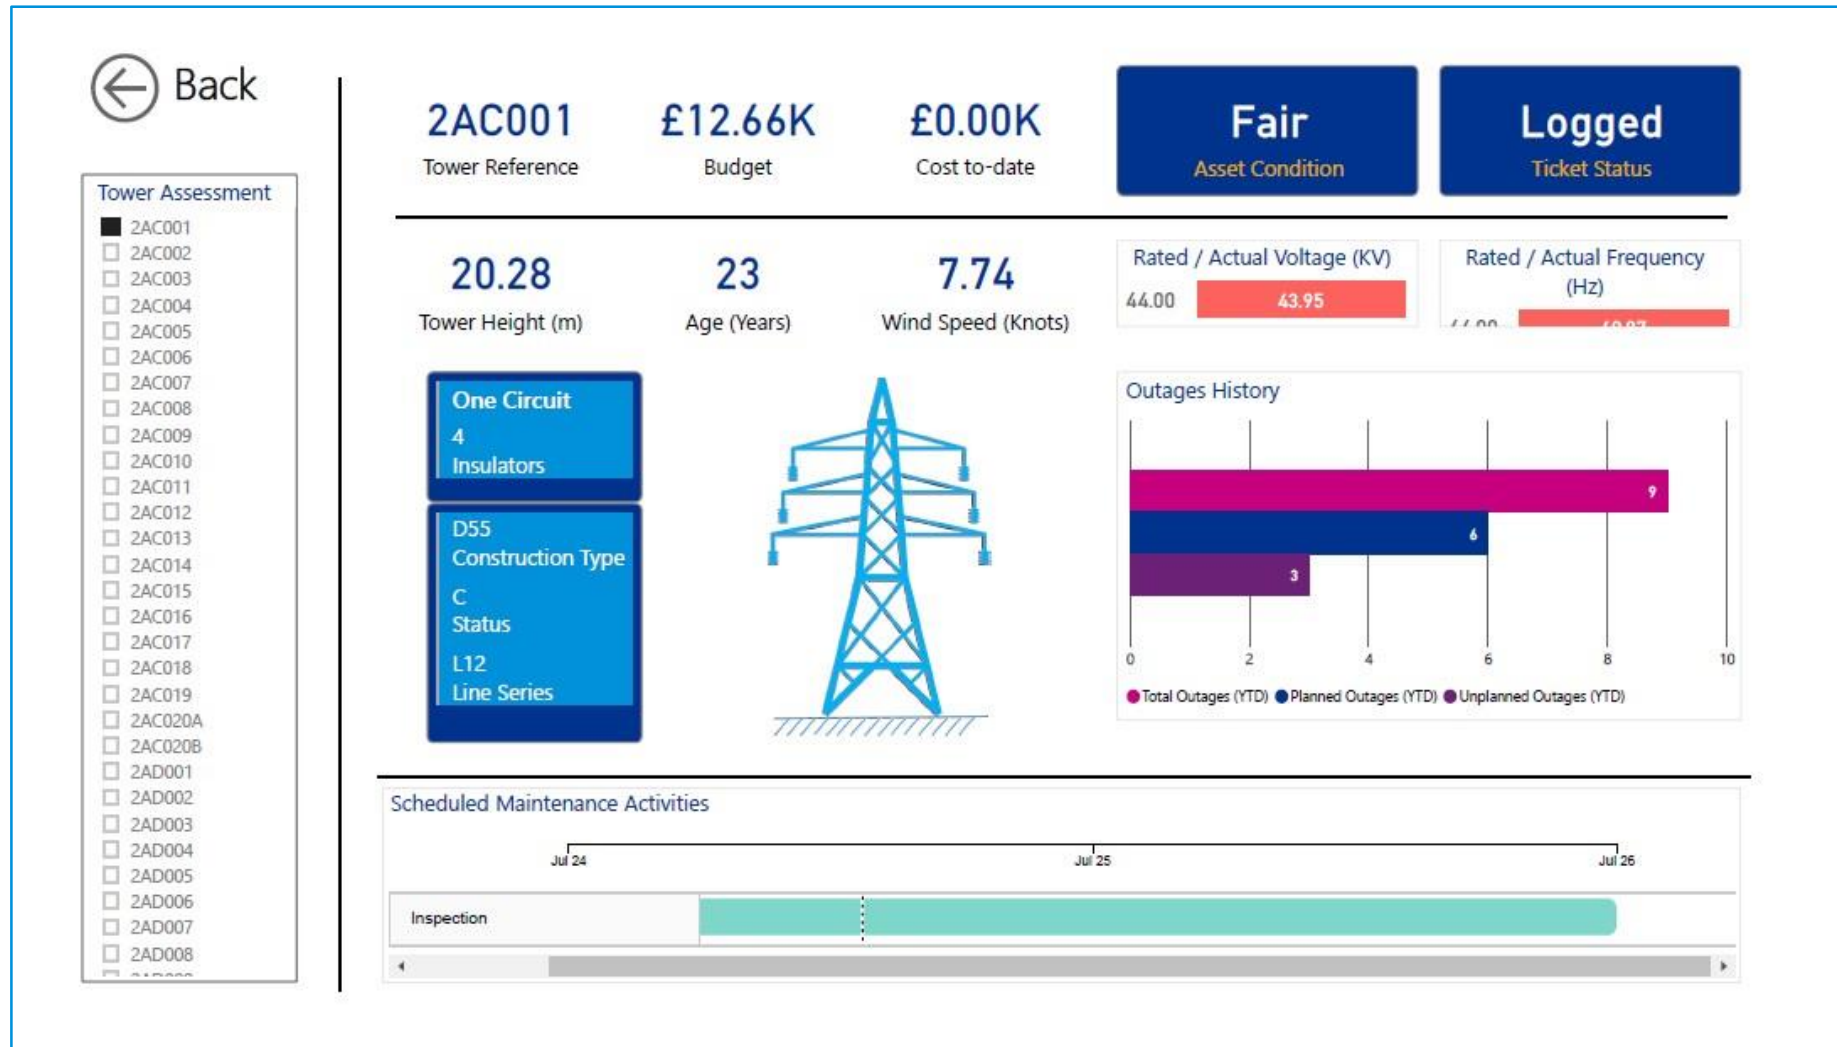 Back
Tower Assessment
2AC001
2AC002
2AC003
2AC004
2AC005
2AC006
2AC007
2AC008
2AC009
2AC010
2AC011
2AC012
2AC013
2AC014
2AC015
2AC016
2AC017
2AC018
2AC019
2AC020A
2AC020B
2AD001
2AD002
2AD003
2AD004
2AD005
2AD006
2AD007
2AD008
2AC001
Tower Reference
£12.66K
Budget
£0.00K
Cost to-date
Fair
Asset Condition
Logged
Ticket Status
20.28
Tower Height (m)
23
Age (Years)
7.74
Wind Speed (Knots)
Rated / Actual Voltage (KV)
44.00 43.95
Rated / Actual Frequency
(Hz)
One Circuit
4
Insulators
D55
Construction Type
C
Status
L12
Line Series
Outages History
9
6
3
0 2 4 6 8 10
Total Outages (YTD) Planned Outages (YTD) Unplanned Outages (YTD)
Scheduled Maintenance Activities
Jul 24 Jul 25 Jul 26
Inspection